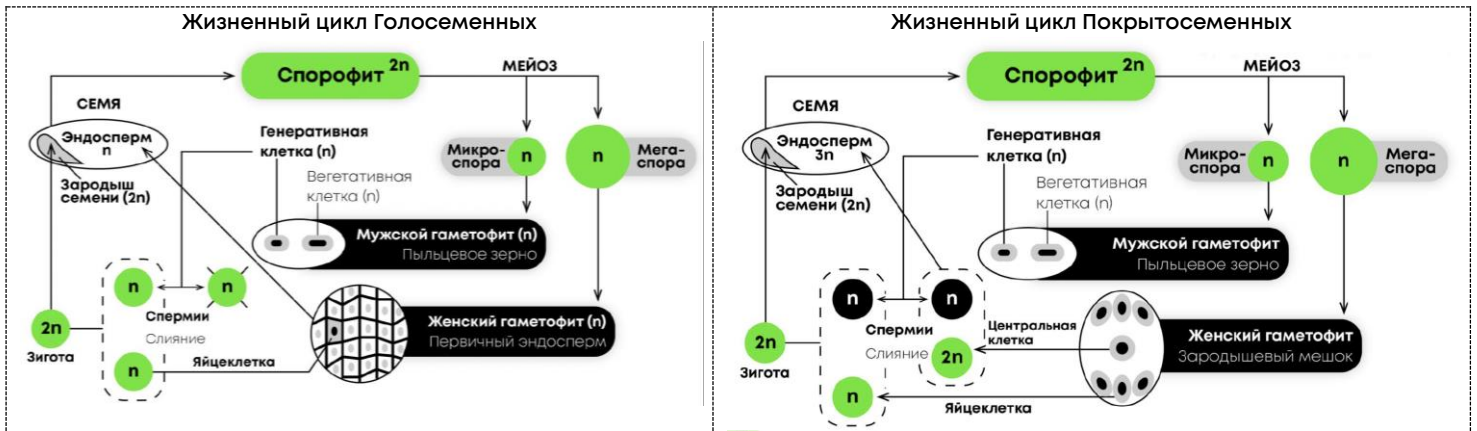 Жизненный цикл Голосеменных
Спорофит 2n
МЕЙОЗ
СЕМЯ
Эндосперм
n
Зародыш
семени (2n)
Генеративная
клетка (n)
Вегетативная
клетка (n)
Микро-
спора
n
n
Мега-
спора
Мужской гаметофит (n)
Пыльцевое зерно
n
n
Спермии
2n
Зигота
Слияние
n
Яйцеклетка
Женский гаметофит (n)
Первичный эндосперм
Жизненный цикл Покрытосеменных
Спорофит 2n
МЕЙОЗ
СЕМЯ
Эндосперм
3n
Зародыш
семени (2n)
Генеративная
клетка (n)
Вегетативная
клетка (n)
Микро-
спора
n
n
Мега-
спора
Мужской гаметофит
Пыльцевое зерно
n
n
Спермии
Центральная
клетка
2n
Зигота
Слияние
2n
n
Яйцеклетка
Женский гаметофит
Зародышевый мешок